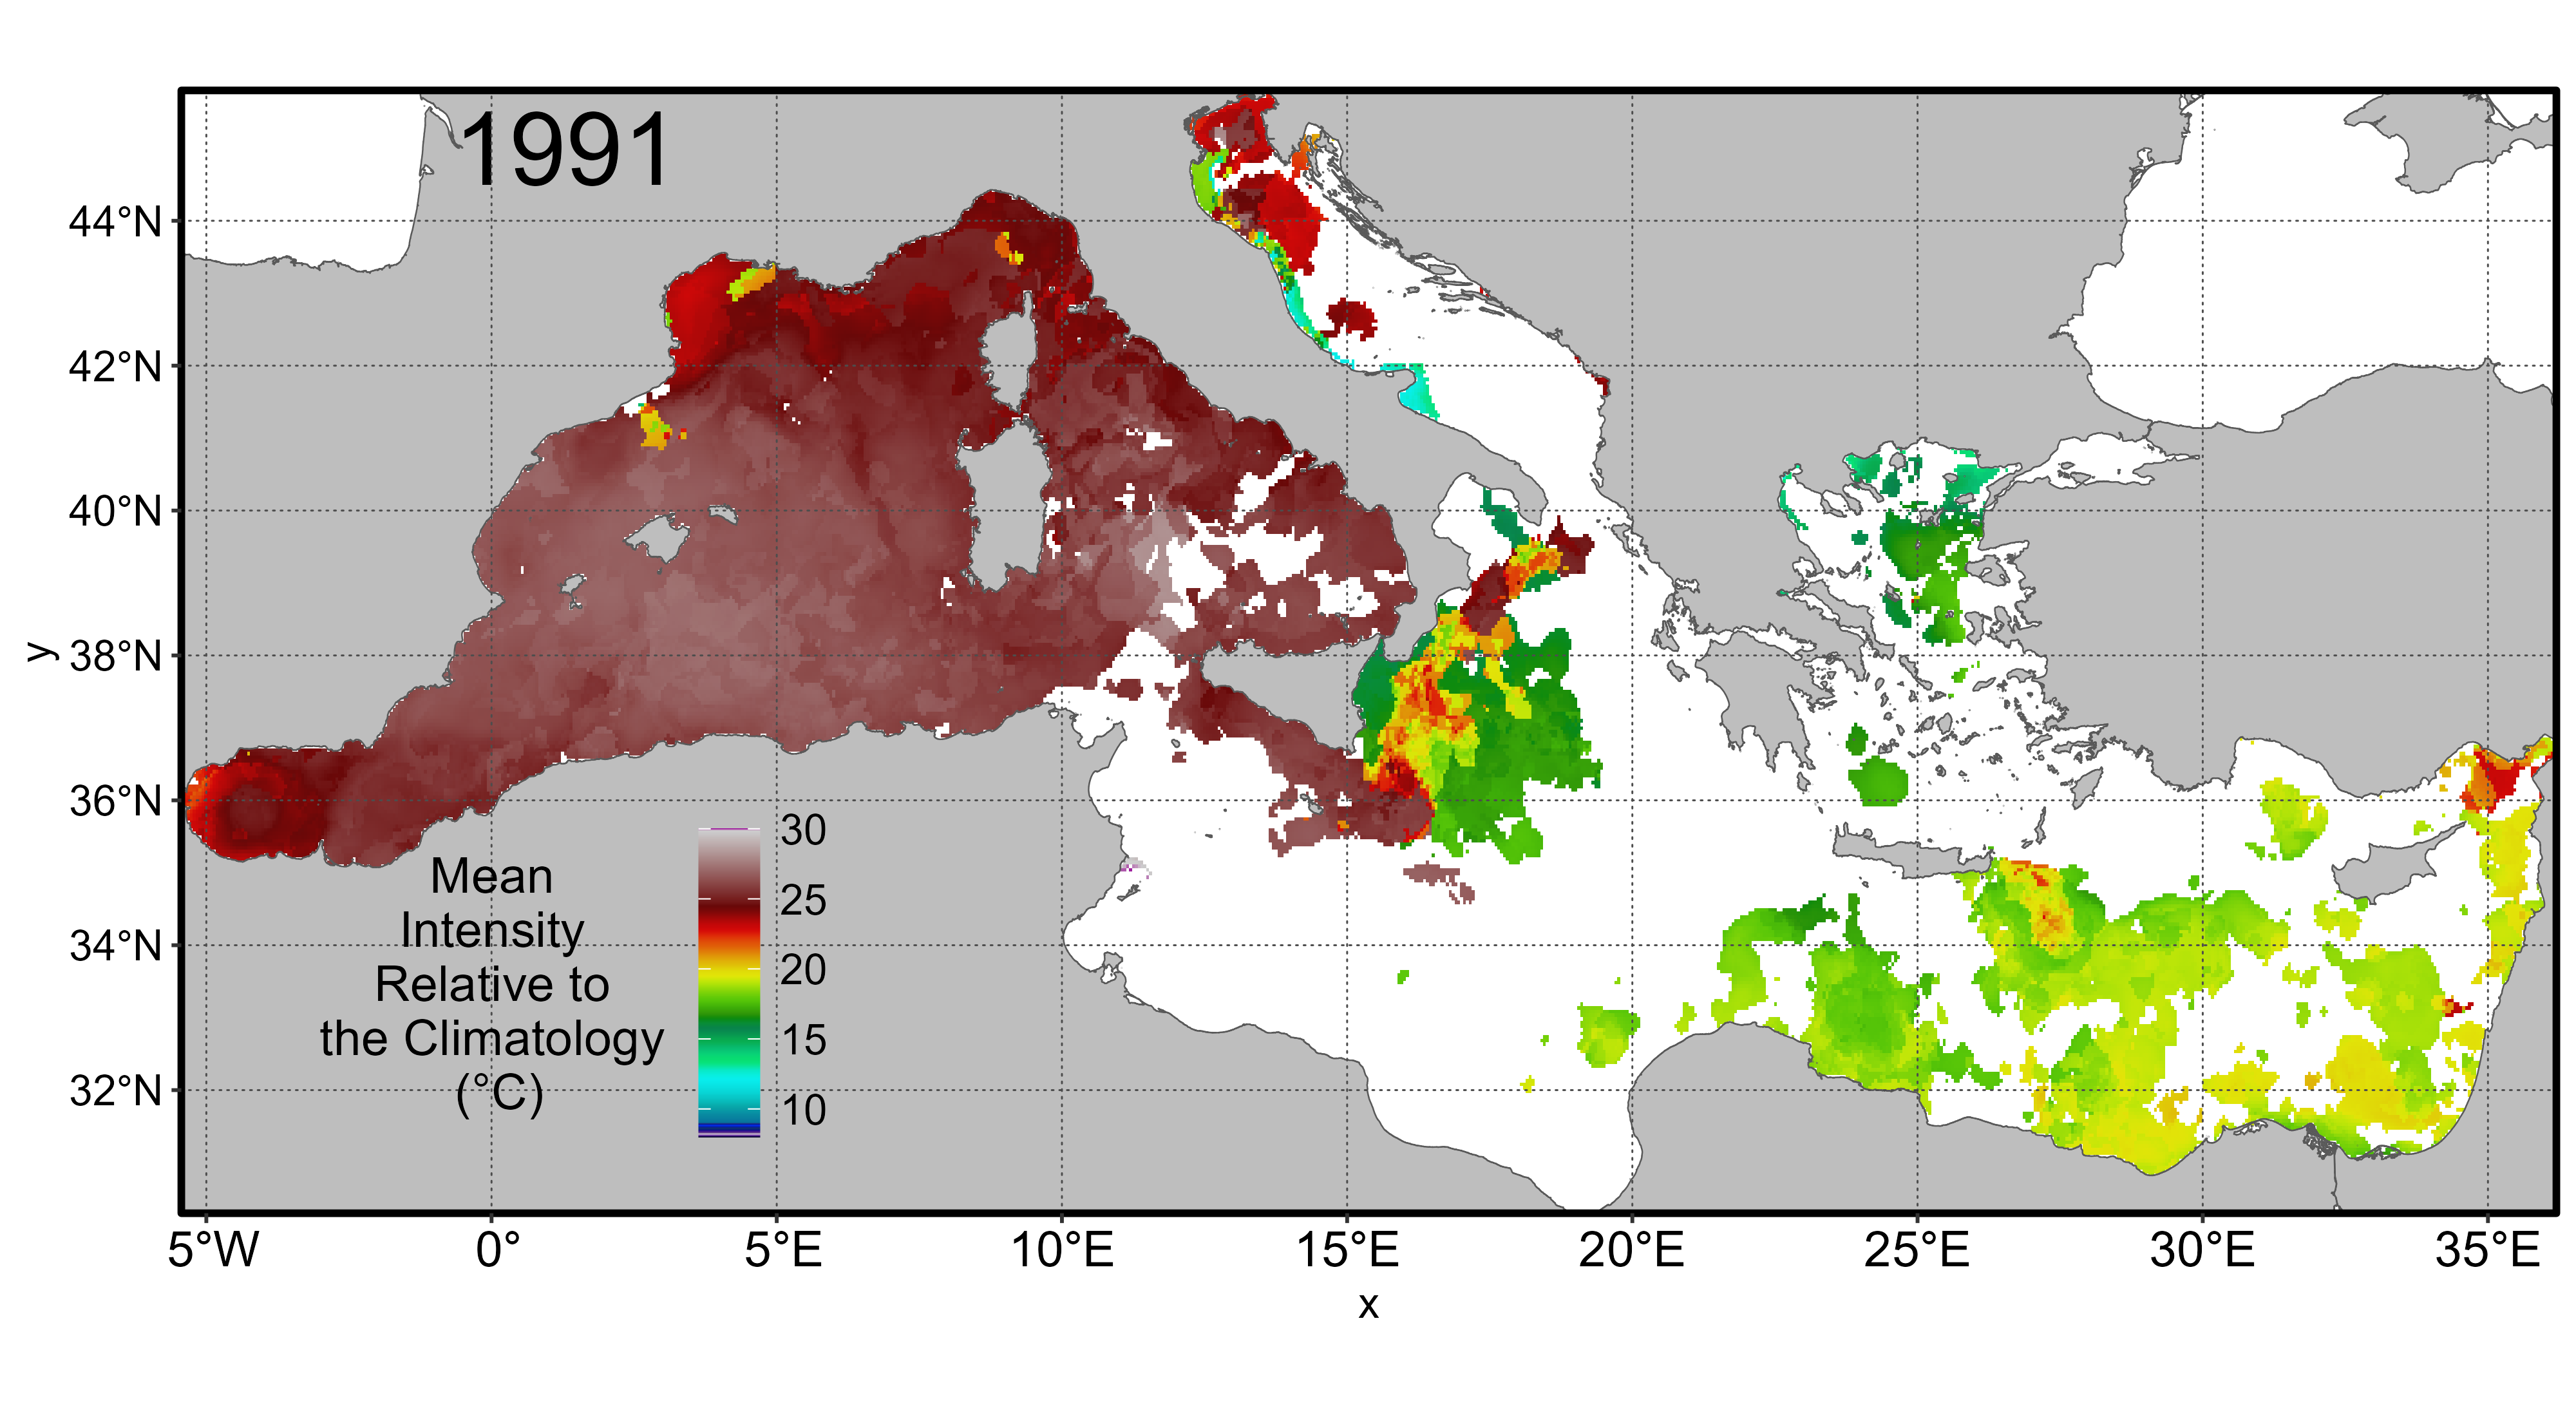 1991
44°N
42°N
40°N
38°N
36°N
34°N
32°N
y
Mean
Intensity
Relative to
the Climatology
(°C)
30
25
20
15
10
5°W
0°
5°E
10°E
15°E
20°E
25°E
30°E
35°E
x